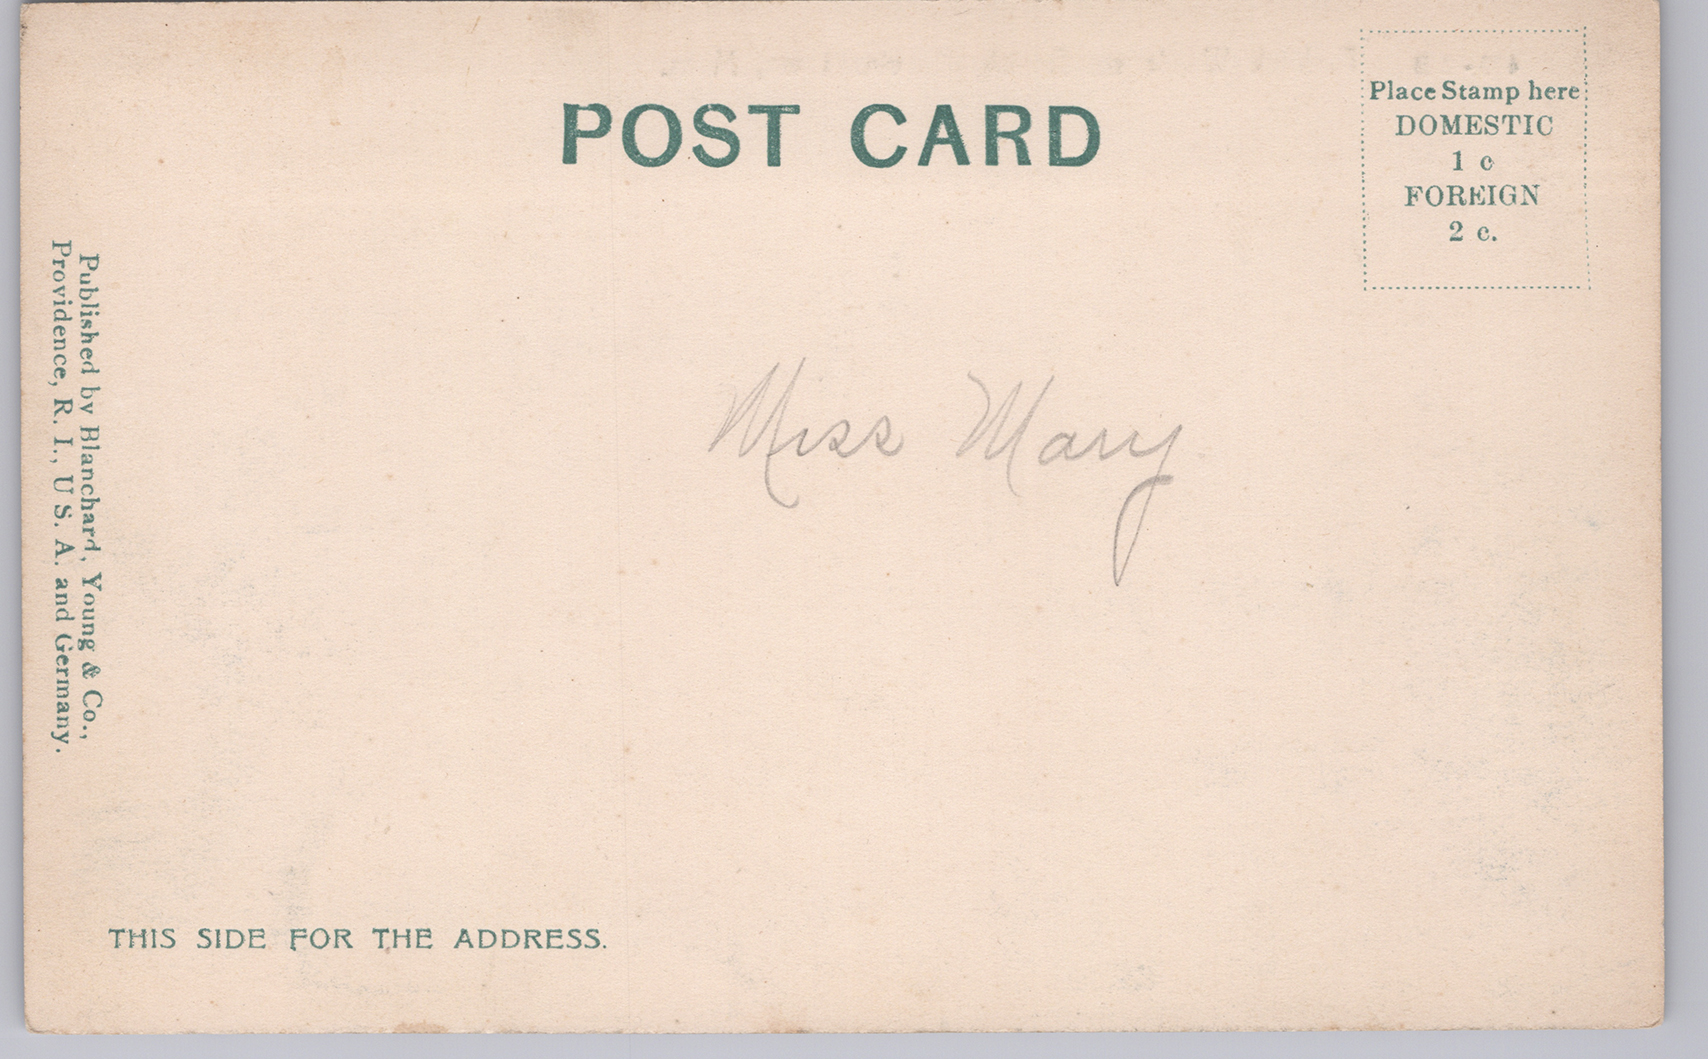 POST CARD
Place Stamp here
DOMESTIC
1 c
FOREIGN
2 c.
Miss Mary
Published by Blanchard, Young & Co.,
Providence, R. I., U S. A. and Germany.
THIS SIDE FOR THE ADDRESS.